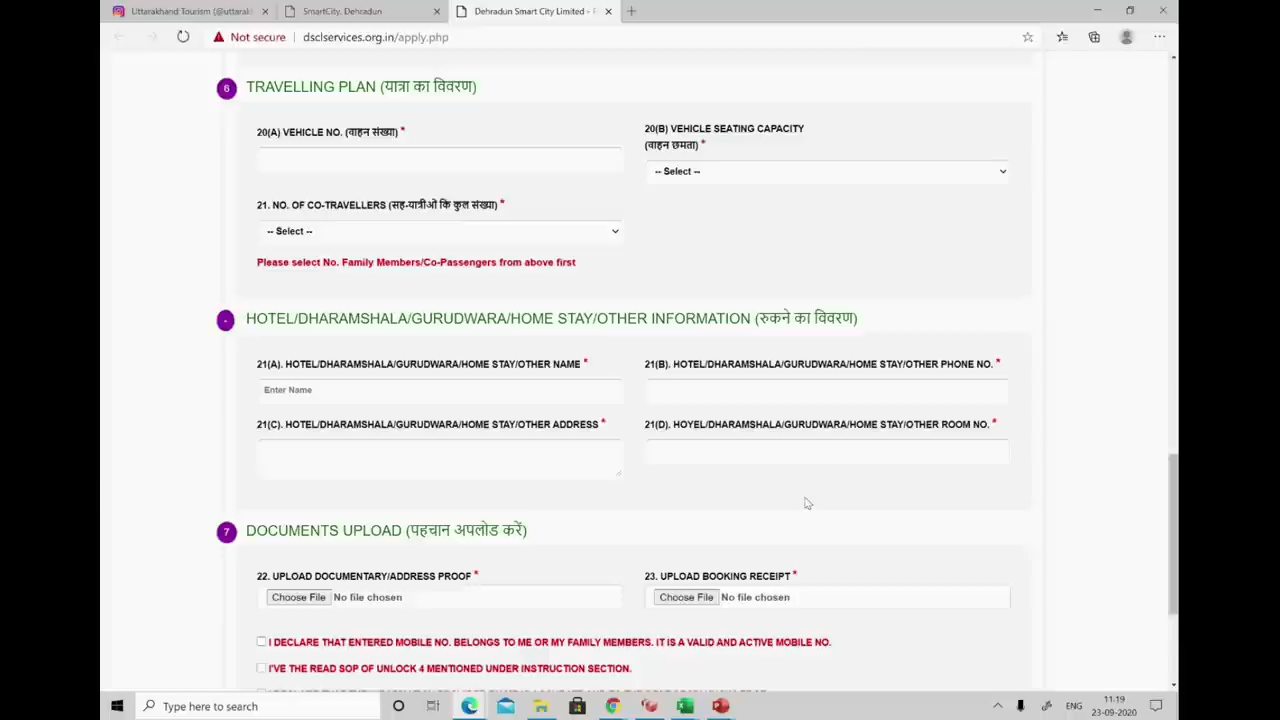 Uttarakhand Tourism (@uttarak
SmartCity, Dehradun
Dehradun Smart City Limited -
Not secure dsclservices.org.in/apply.php
6 TRAVELLING PLAN (यात्रा का विवरण)
20(A) VEHICLE NO. (वाहन संख्या) *
20(B) VEHICLE SEATING CAPACITY
(वाहन छमता) *
-- Select --
21. NO. OF CO-TRAVELLERS (सह-यात्रीओं कि कुल संख्या) *
-- Select --
Please select No. Family Members/Co-Passengers from above first
- HOTEL/DHARAMSHALA/GURUDWARA/HOME STAY/OTHER INFORMATION (रुकने का विवरण)
21(A). HOTEL/DHARAMSHALA/GURUDWARA/HOME STAY/OTHER NAME *
21(B). HOTEL/DHARAMSHALA/GURUDWARA/HOME STAY/OTHER PHONE NO. *
Enter Name
21(C). HOTEL/DHARAMSHALA/GURUDWARA/HOME STAY/OTHER ADDRESS *
21(D). HOYEL/DHARAMSHALA/GURUDWARA/HOME STAY/OTHER ROOM NO. *
7 DOCUMENTS UPLOAD (पहचान अपलोड करें)
22. UPLOAD DOCUMENTARY/ADDRESS PROOF *
23. UPLOAD BOOKING RECEIPT *
Choose File No file chosen
Choose File No file chosen
I DECLARE THAT ENTERED MOBILE NO. BELONGS TO ME OR MY FAMILY MEMBERS. IT IS A VALID AND ACTIVE MOBILE NO.
I'VE THE READ SOP OF UNLOCK 4 MENTIONED UNDER INSTRUCTION SECTION.
Type here to search
ENG
11:19
23-09-2020